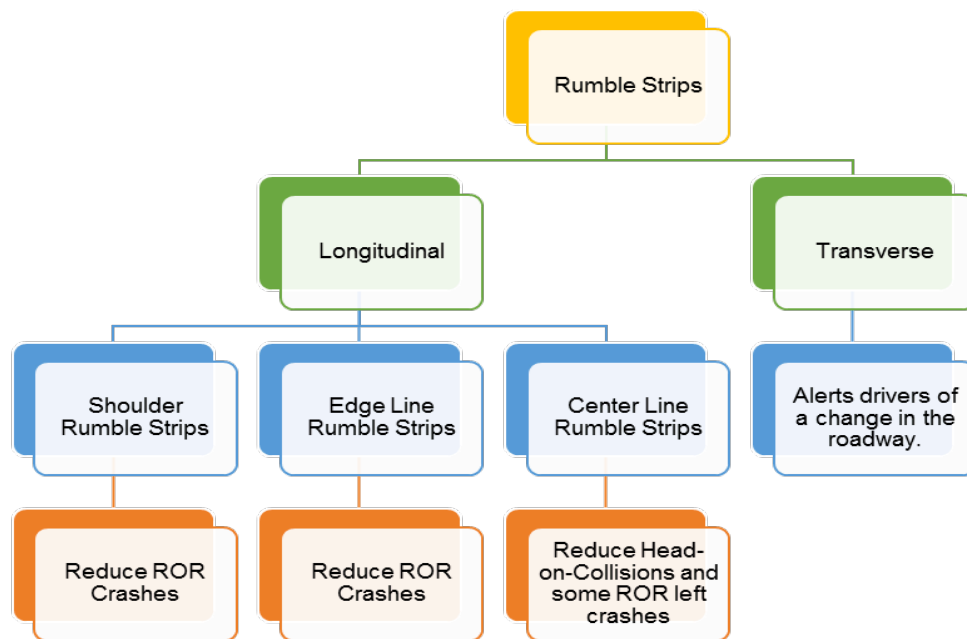 Rumble Strips
Longitudinal
Transverse
Shoulder
Rumble Strips
Edge Line
Rumble Strips
Center Line
Rumble Strips
Alerts drivers of
a change in the
roadway.
Reduce ROR
Crashes
Reduce ROR
Crashes
Reduce Head-
on-Collisions and
some ROR left
crashes